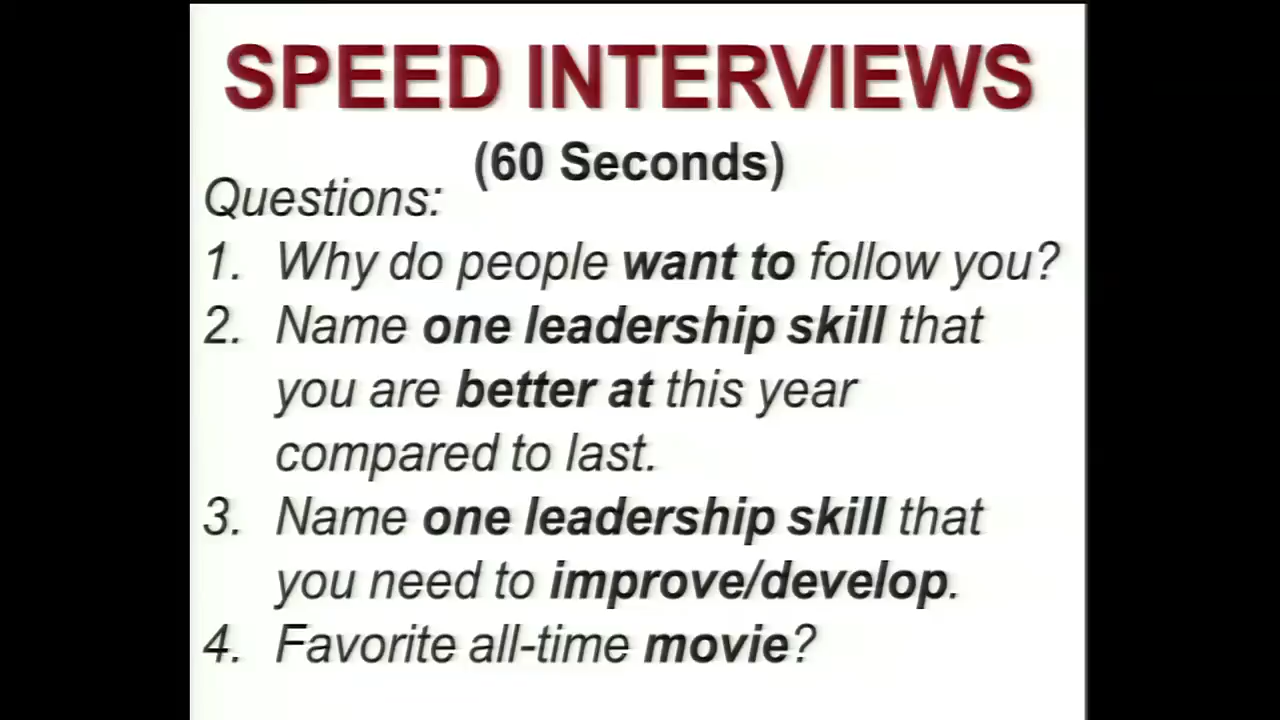 SPEED INTERVIEWS
(60 Seconds)
Questions:
1. Why do people want to follow you?
2. Name one leadership skill that
you are better at this year
compared to last.
3. Name one leadership skill that
you need to improve/develop.
4. Favorite all-time movie?